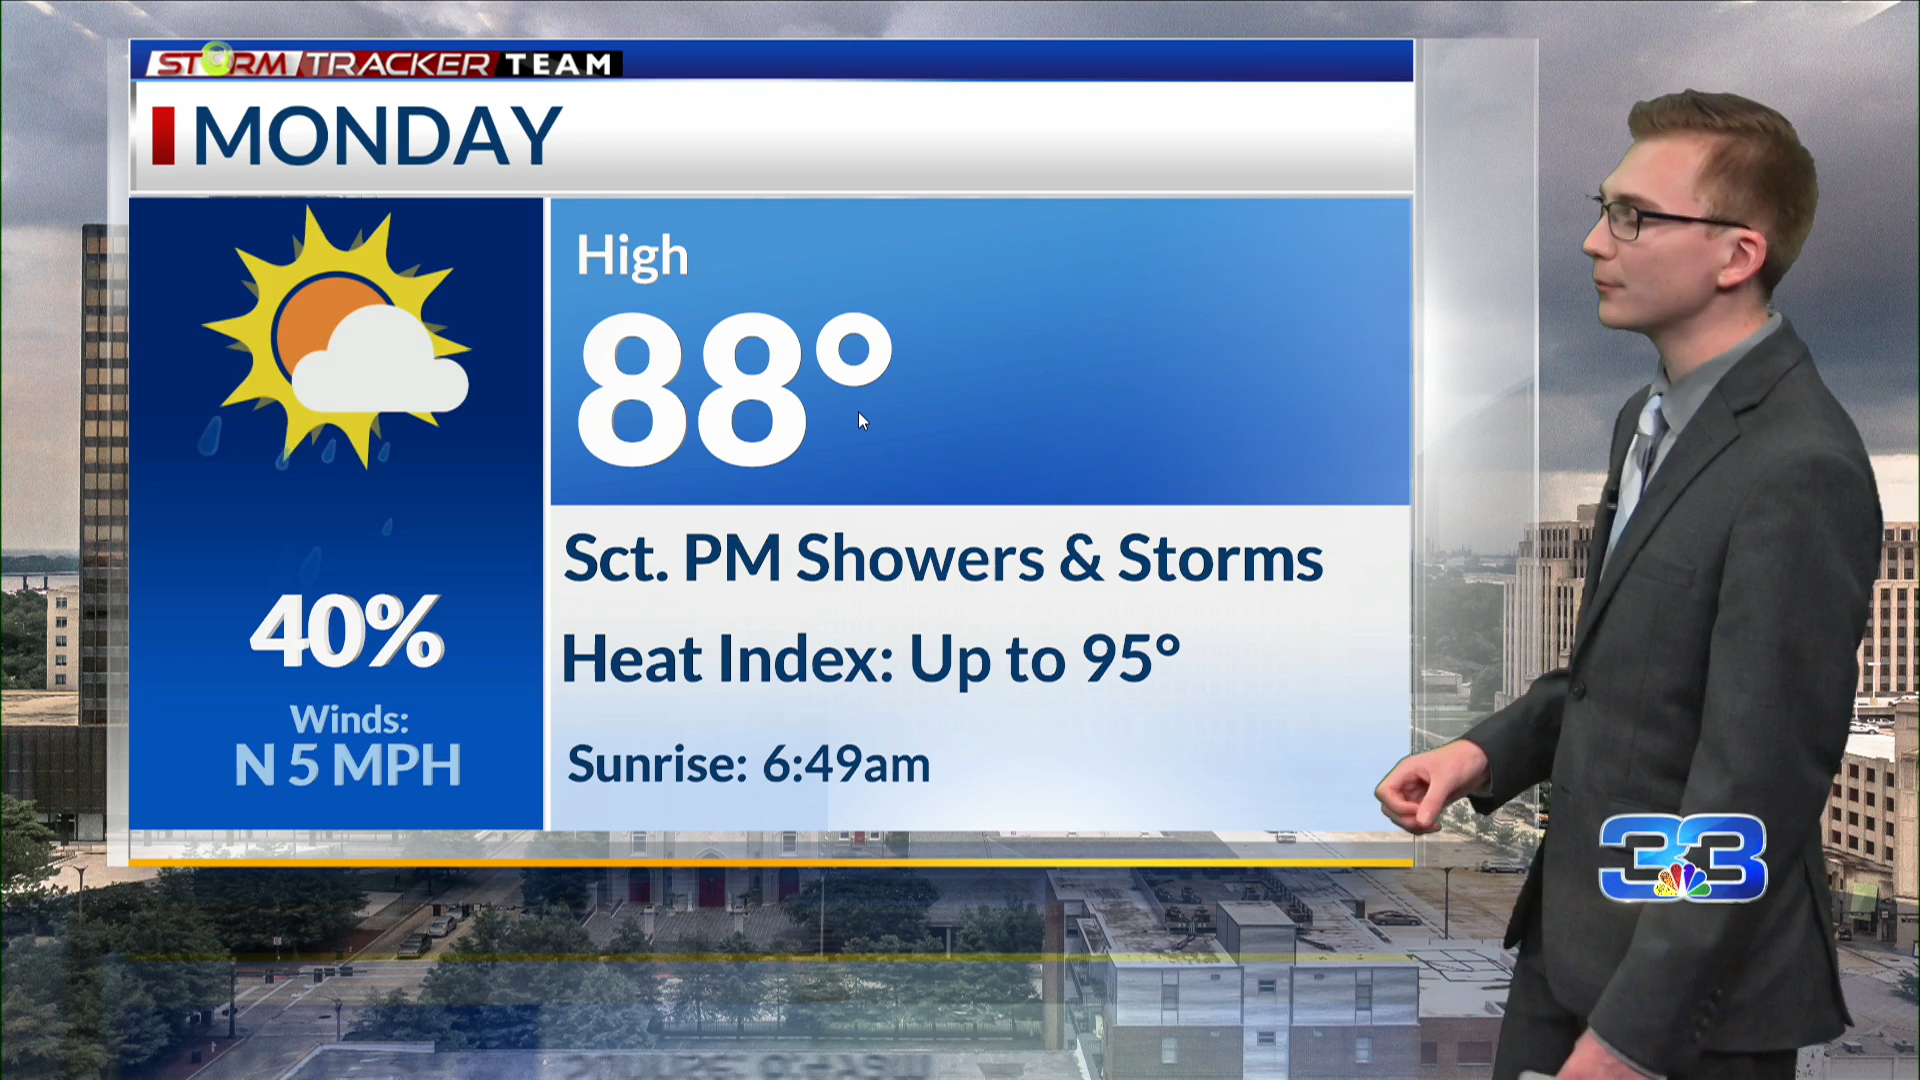 STORM TRACKER TEAM
MONDAY
High
88°
Sct. PM Showers & Storms
Heat Index: Up to 95°
Sunrise: 6:49am
40%
Winds:
N 5 MPH
33